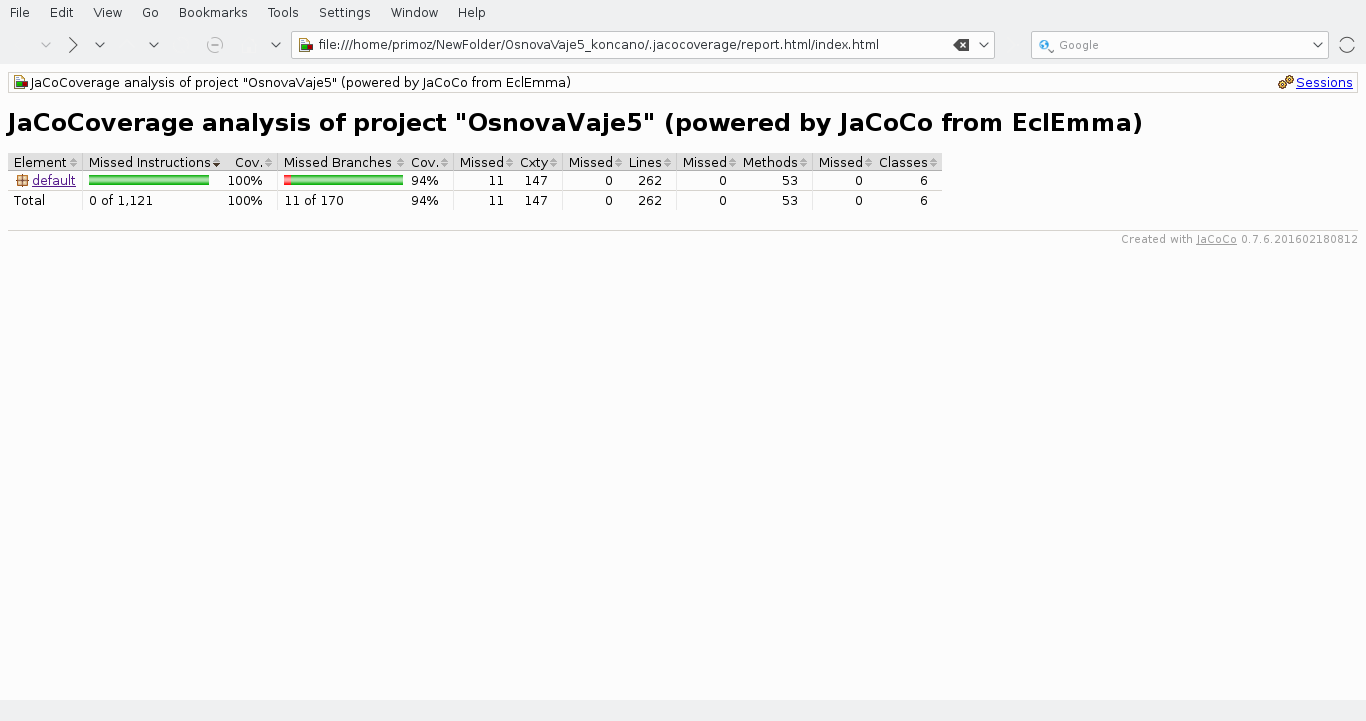 File Edit View Go Bookmarks Tools Settings Window Help
file:///home/primoz/NewFolder/OsnovaVaje5_koncano/.jacocoverage/report.html/index.html Google
JaCoCoverage analysis of project "OsnovaVaje5" (powered by JaCoCo from EclEmma) Sessions
JaCoCoverage analysis of project "OsnovaVaje5" (powered by JaCoCo from EclEmma)
Element Missed Instructions Cov. Missed Branches Cov. Missed Cxty Missed Lines Missed Methods Missed Classes
default 100% 94% 11 147 0 262 0 53 0 6
Total 0 of 1,121 100% 11 of 170 94% 11 147 0 262 0 53 0 6
Created with JaCoCo 0.7.6.201602180812